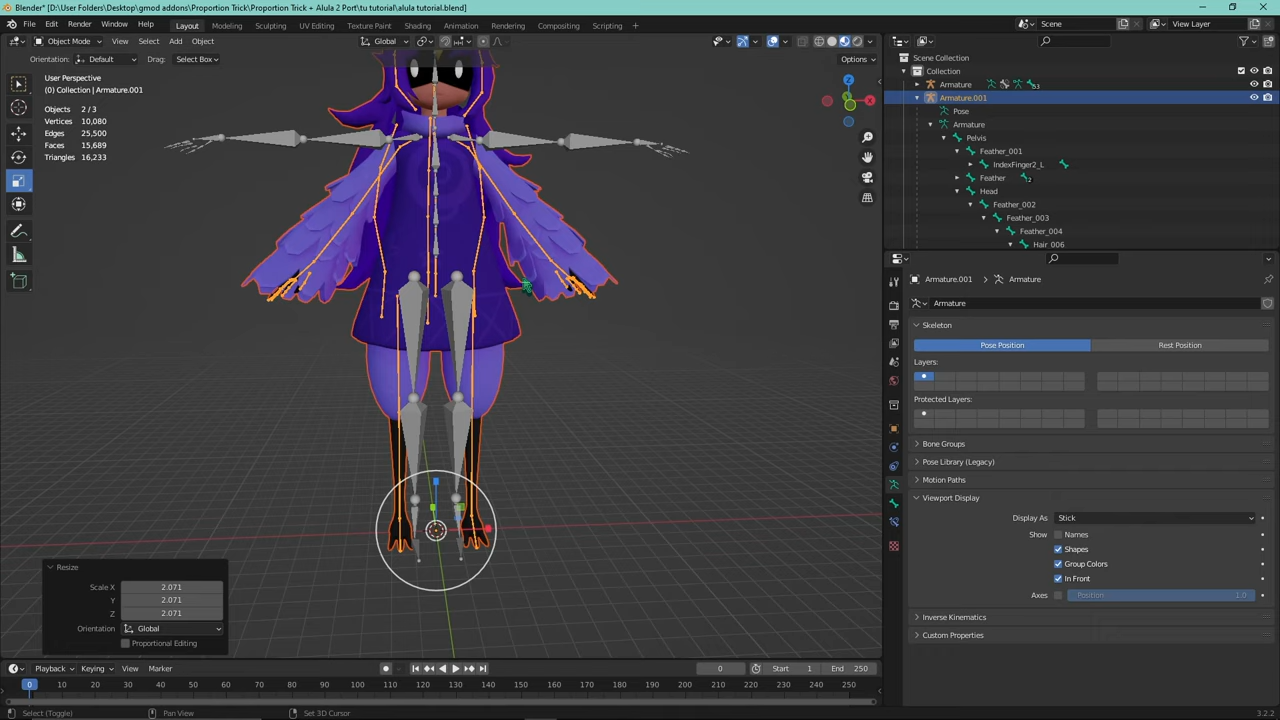 Blender* [D:\User Folders\Desktop\gmod addons\Proportion Trick\Proportion Trick + Alula 2 Port\tu tutorial\alula tutorial.blend]
File Edit Render Window Help Layout Modeling Sculpting UV Editing Texture Paint Shading Animation Rendering Compositing Scripting + Scene View Layer
Object Mode View Select Add Object Global
Orientation: Default Drag: Select Box Options
User Perspective
(0) Collection | Armature.001
Objects 2 / 3
Vertices 10,080
Edges 25,500
Faces 15,689
Triangles 16,233
Z
X
Resize
Scale X 2.071
Y 2.071
Z 2.071
Orientation Global
Proportional Editing
Scene Collection
Collection
Armature 53
Armature.001
Pose
Armature
Pelvis
Feather_001
IndexFinger2_L
Feather 2
Head
Feather_002
Feather_003
Feather_004
Hair_006
Armature.001 Armature
Armature
Skeleton
Pose Position Rest Position
Layers:
Protected Layers:
Bone Groups
Pose Library (Legacy)
Motion Paths
Viewport Display
Display As Stick
Show Names
Shapes
Group Colors
In Front
Axes Position 1.0
Inverse Kinematics
Custom Properties
Playback Keying View Marker 0 Start 1 End 250
0 10 20 30 40 50 60 70 80 90 100 110 120 130 140 150 160 170 180 190 200 210 220 230 240 250
Select (Toggle) Pan View Set 3D Cursor 3.2.2